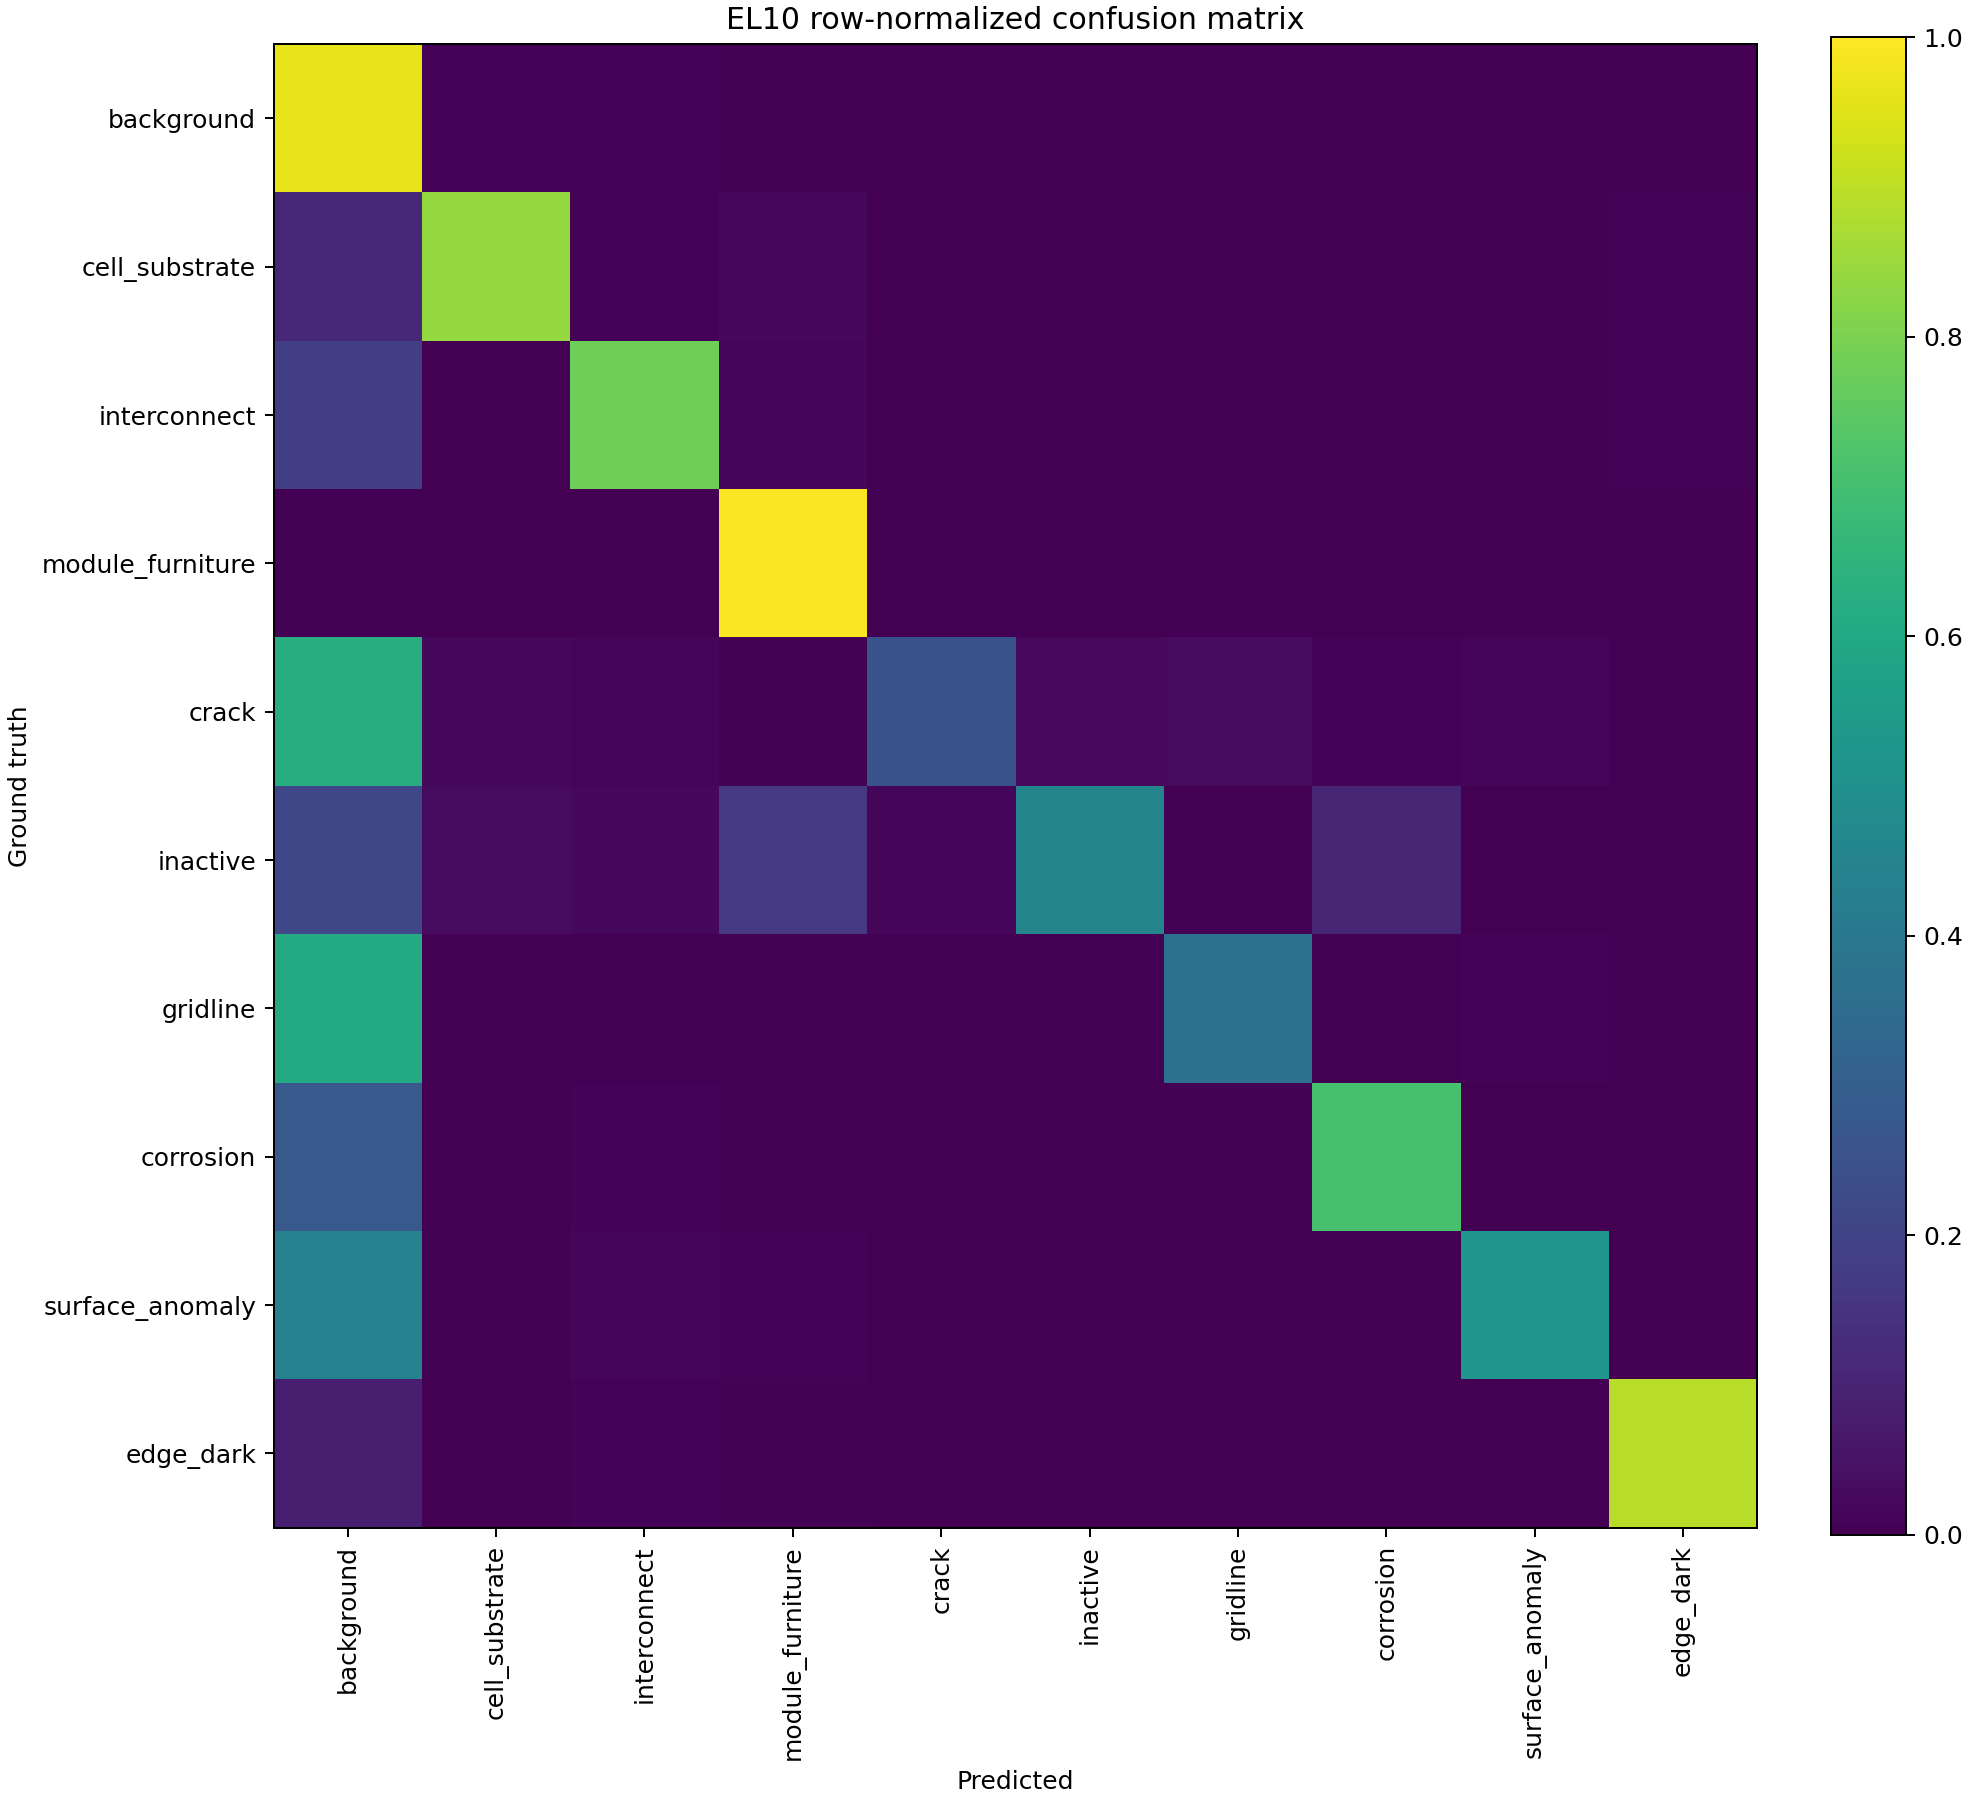 EL10 row-normalized confusion matrix
Ground truth
background
cell_substrate
interconnect
module_furniture
crack
inactive
gridline
corrosion
surface_anomaly
edge_dark
background
cell_substrate
interconnect
module_furniture
crack
inactive
gridline
corrosion
surface_anomaly
edge_dark
Predicted
1.0
0.8
0.6
0.4
0.2
0.0